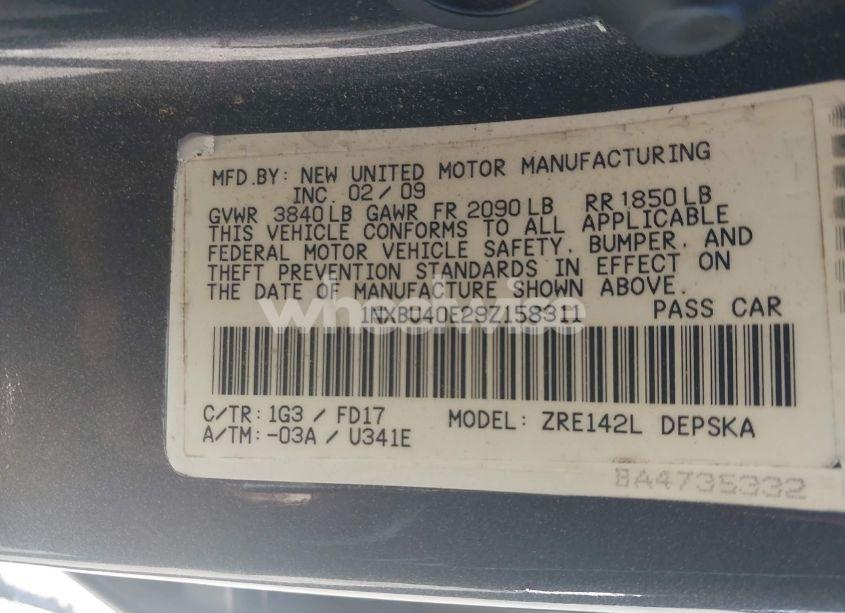 MFD.BY: NEW UNITED MOTOR MANUFACTURING
INC. 02/09
GVWR 3840LB GAWR FR 2090LB RR 1850LB
THIS VEHICLE CONFORMS TO ALL APPLICABLE
FEDERAL MOTOR VEHICLE SAFETY, BUMPER, AND
THEFT PREVENTION STANDARDS IN EFFECT ON
THE DATE OF MANUFACTURE SHOWN ABOVE.
1NXBU40E29Z158311 PASS CAR
wheelwise
C/TR: 1G3 / FD17 MODEL: ZRE142L DEPSKA
A/TM: -03A / U341E
BA4735332